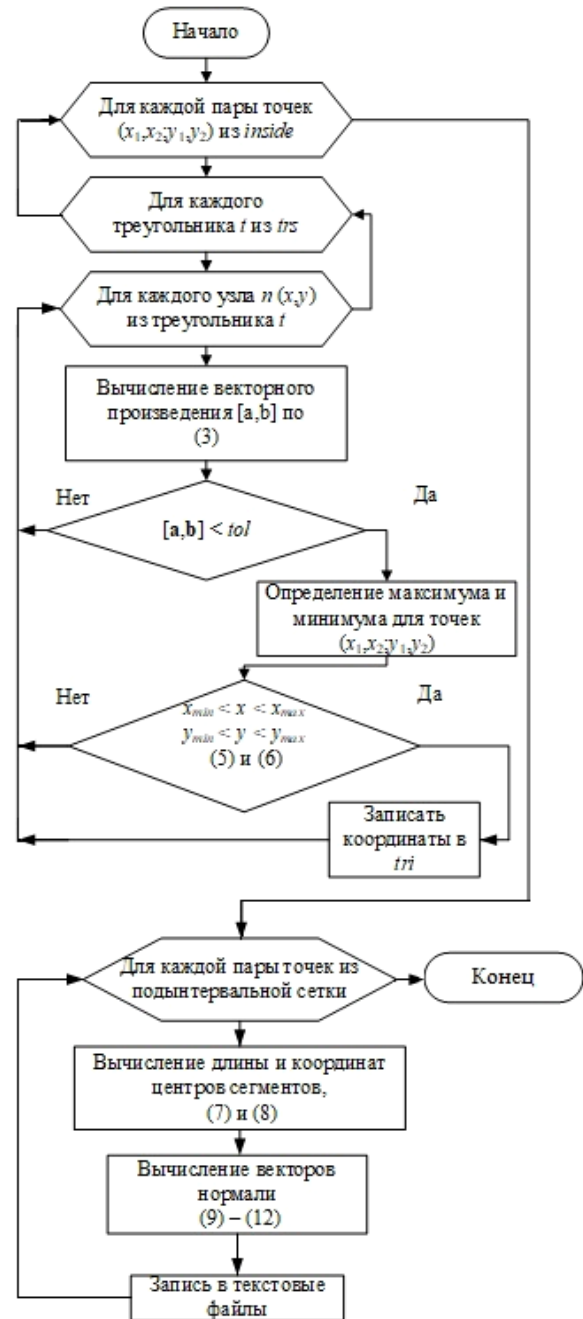 Начало
Для каждой пары точек
(x₁,x₂;y₁,y₂) из inside
Для каждого
треугольника t из trs
Для каждого узла n (x,y)
из треугольника t
Вычисление векторного
произведения [a,b] по
(3)
Нет
Да
[a,b] < tol
Определение максимума и
минимума для точек
(x₁,x₂;y₁,y₂)
Нет
Да
xmin < x < xmax
ymin < y < ymax
(5) и (6)
Записать
координаты в
tri
Для каждой пары точек из
подынтервальной сетки
Конец
Вычисление длины и координат
центров сегментов,
(7) и (8)
Вычисление векторов
нормали
(9) – (12)
Запись в текстовые
файлы